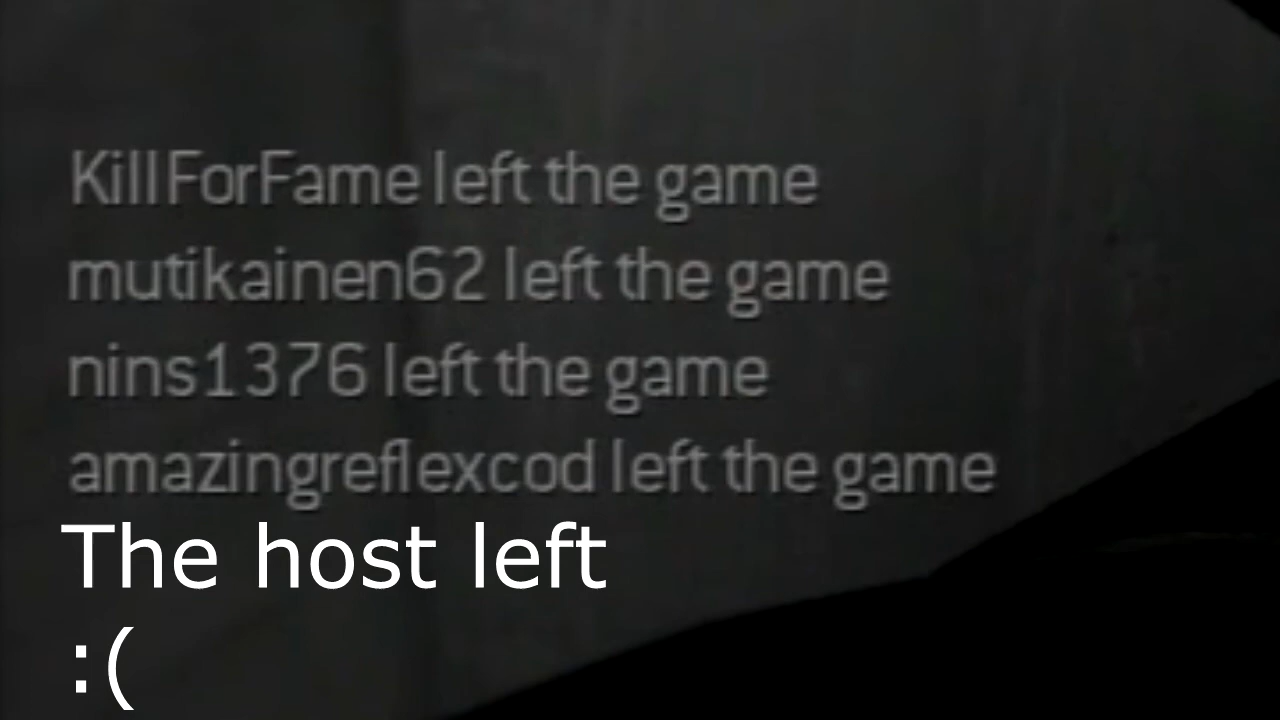 KillForFame left the game
mutikainen62 left the game
nins1376 left the game
amazingreflexcod left the game
The host left
:(